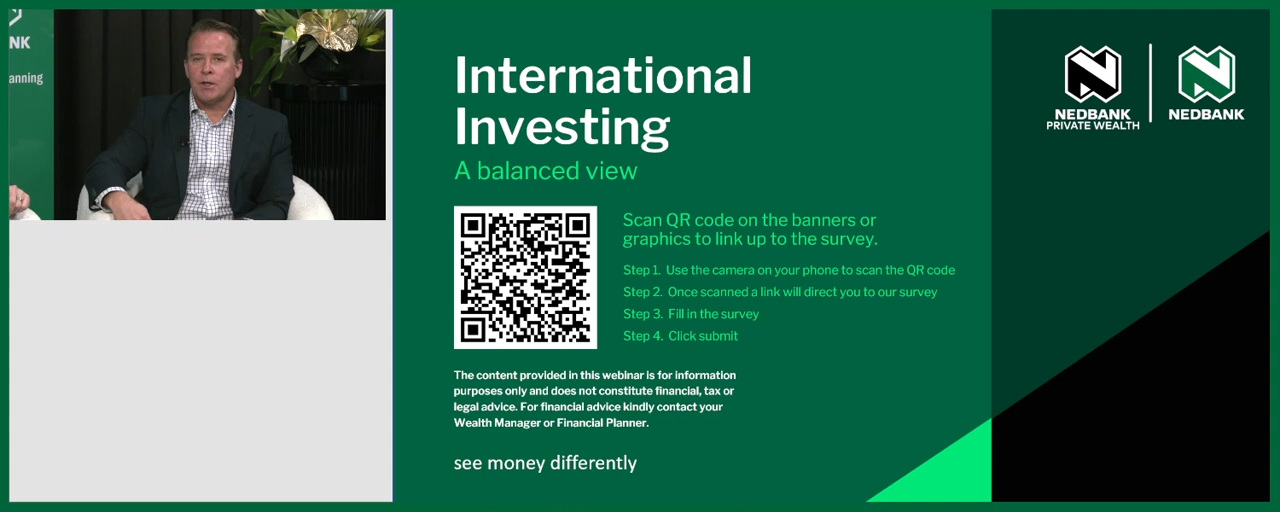 NK
anning
International
Investing
A balanced view
Scan QR code on the banners or
graphics to link up to the survey.
Step 1. Use the camera on your phone to scan the QR code
Step 2. Once scanned a link will direct you to our survey
Step 3. Fill in the survey
Step 4. Click submit
The content provided in this webinar is for information
purposes only and does not constitute financial, tax or
legal advice. For financial advice kindly contact your
Wealth Manager or Financial Planner.
see money differently
NEDBANK
PRIVATE WEALTH
NEDBANK